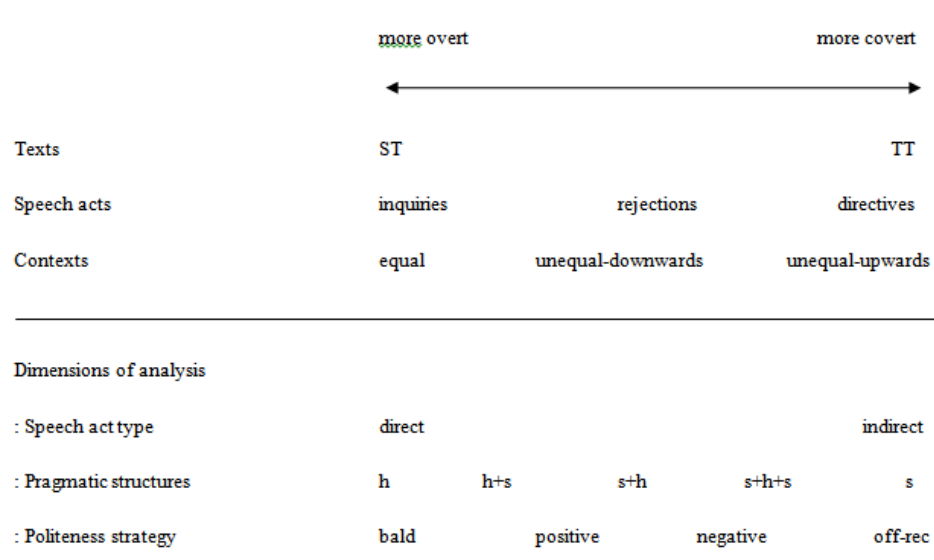 more overt more covert
Texts ST TT
Speech acts inquiries rejections directives
Contexts equal unequal-downwards unequal-upwards
Dimensions of analysis
: Speech act type direct indirect
: Pragmatic structures h h+s s+h s+h+s s
: Politeness strategy bald positive negative off-rec